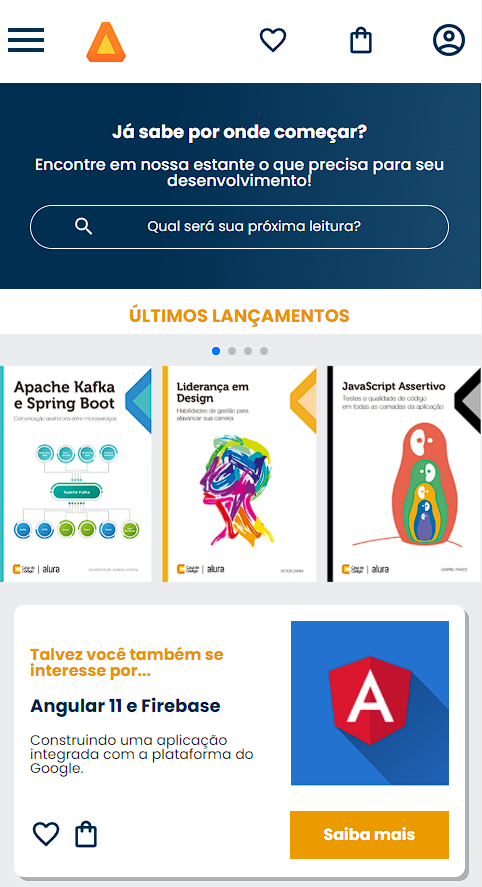 Já sabe por onde começar?
Encontre em nossa estante o que precisa para seu
desenvolvimento!
Qual será sua próxima leitura?
ÚLTIMOS LANÇAMENTOS
Apache Kafka
e Spring Boot
Comunicação assíncrona entre microsserviços
Apache Kafka
Casa do
Código
alura
Liderança em
Design
Habilidades de gestão para
alavancar sua carreira
Casa do
Código
alura
JavaScript Assertivo
Testes e qualidade de código
em todas as camadas da aplicação
Casa do
Código
alura
Talvez você também se
interesse por...
Angular 11 e Firebase
Construindo uma aplicação
integrada com a plataforma do
Google.
A
Saiba mais